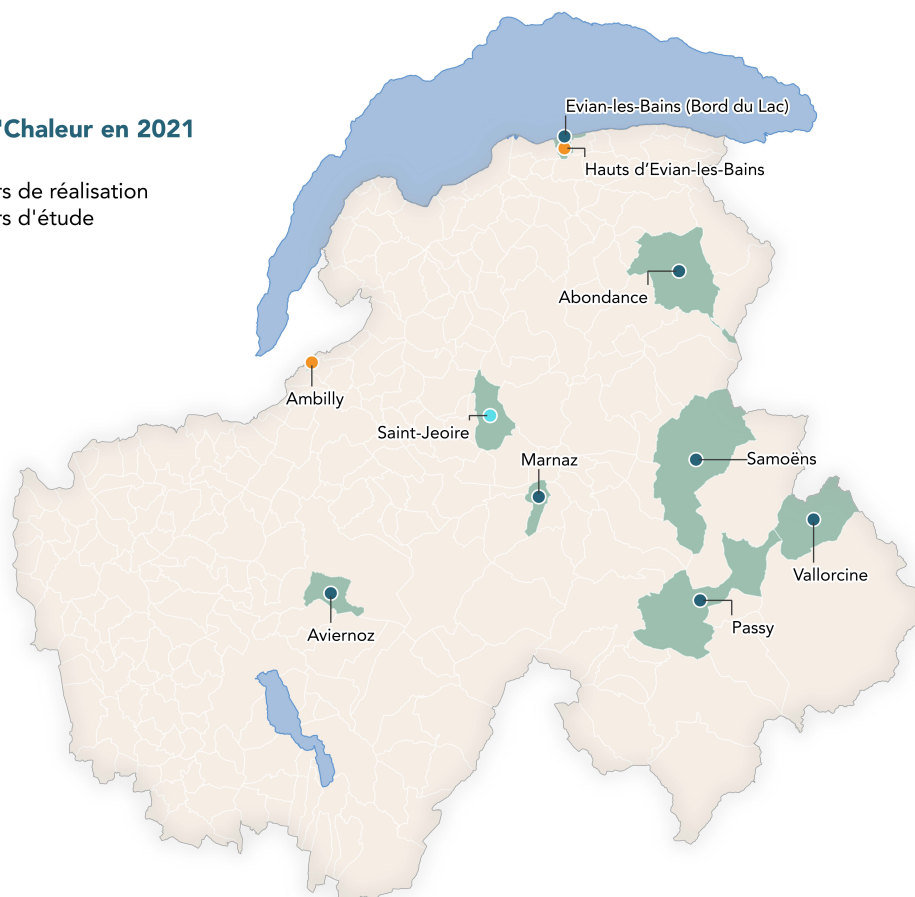 'Chaleur en 2021
rs de réalisation
rs d'étude
Evian-les-Bains (Bord du Lac)
Hauts d’Evian-les-Bains
Abondance
Ambilly
Saint-Jeoire
Marnaz
Samoëns
Vallorcine
Aviernoz
Passy